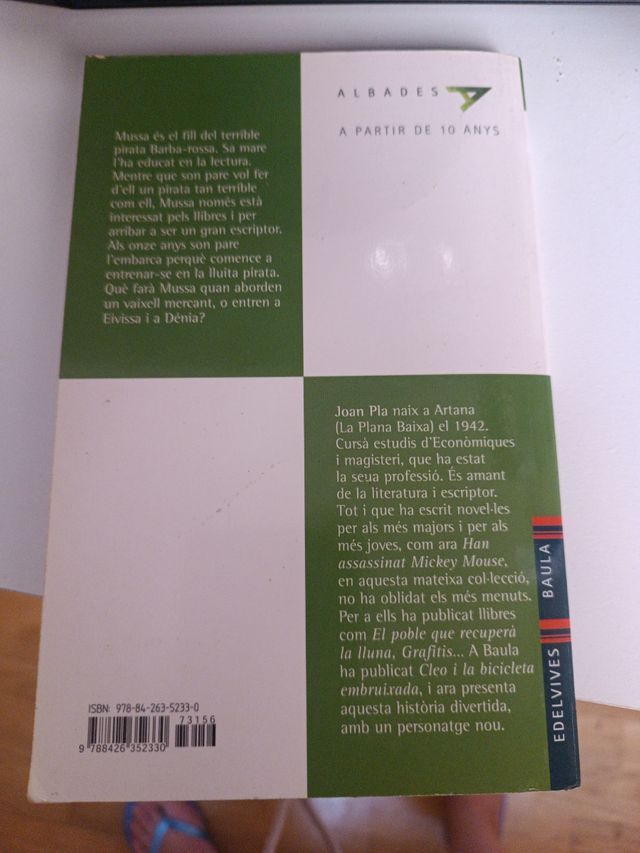 Mussa és el fill del terrible
pirata Barba-rossa. Sa mare
l'ha educat en la lectura.
Mentre que son pare vol fer
d'ell un pirata tan terrible
com ell, Mussa només està
interessat pels llibres i per
arribar a ser un gran escriptor.
Als onze anys son pare
l'embarca perquè comence a
entrenar-se en la lluita pirata.
Què farà Mussa quan aborden
un vaixell mercant, o entren a
Eivissa i a Dénia?
ALBADES
A PARTIR DE 10 ANYS
Joan Pla naix a Artana
(La Plana Baixa) el 1942.
Cursà estudis d'Econòmiques
i magisteri, que ha estat
la seua professió. És amant
de la literatura i escriptor.
Tot i que ha escrit novel·les
per als més majors i per als
més joves, com ara Han
assassinat Mickey Mouse,
en aquesta mateixa col·lecció,
no ha oblidat els més menuts.
Per a ells ha publicat llibres
com El poble que recuperà
la lluna, Grafitis... A Baula
ha publicat Cleo i la bicicleta
embruixada, i ara presenta
aquesta història divertida,
amb un personatge nou.
BAULA
EDELVIVES
ISBN: 978-84-263-5233-0
73156
9 788426 352330